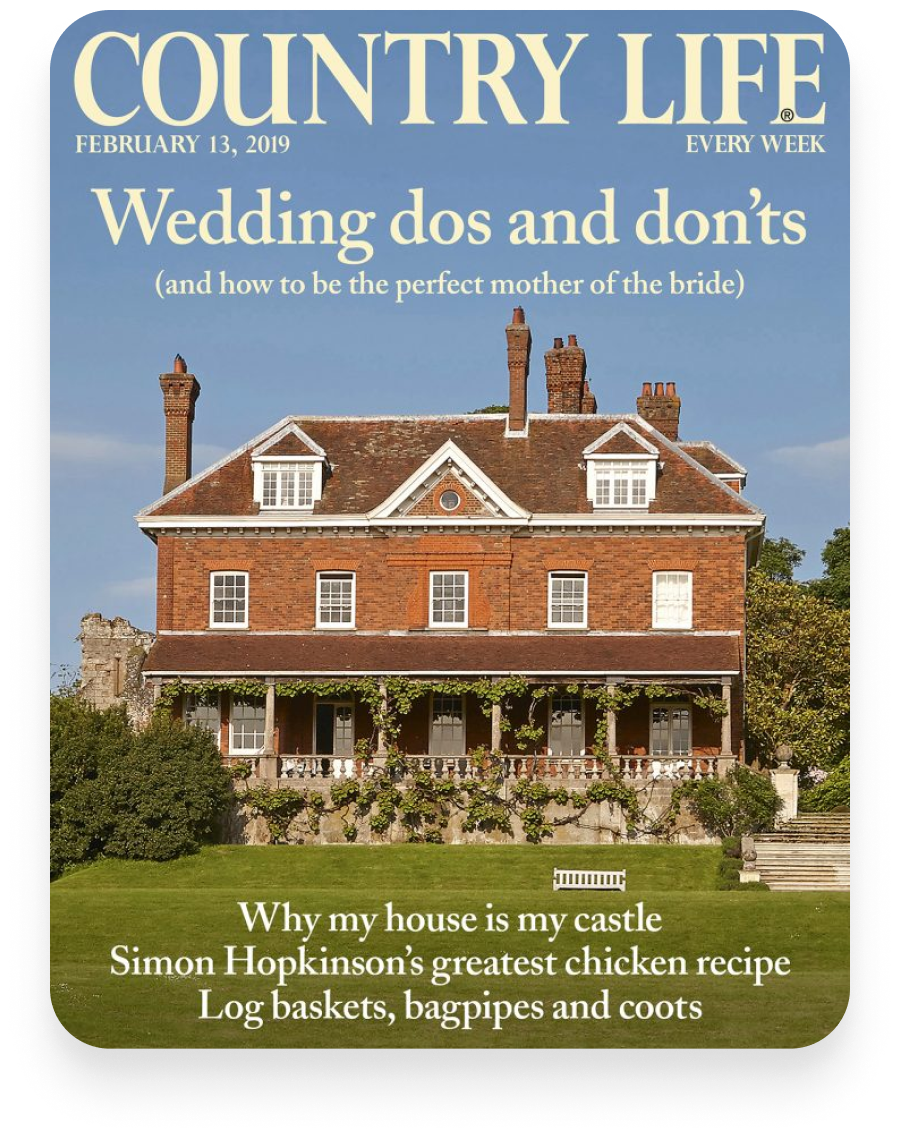 COUNTRY LIFE®
FEBRUARY 13, 2019 EVERY WEEK
Wedding dos and don’ts
(and how to be the perfect mother of the bride)
Why my house is my castle
Simon Hopkinson’s greatest chicken recipe
Log baskets, bagpipes and coots